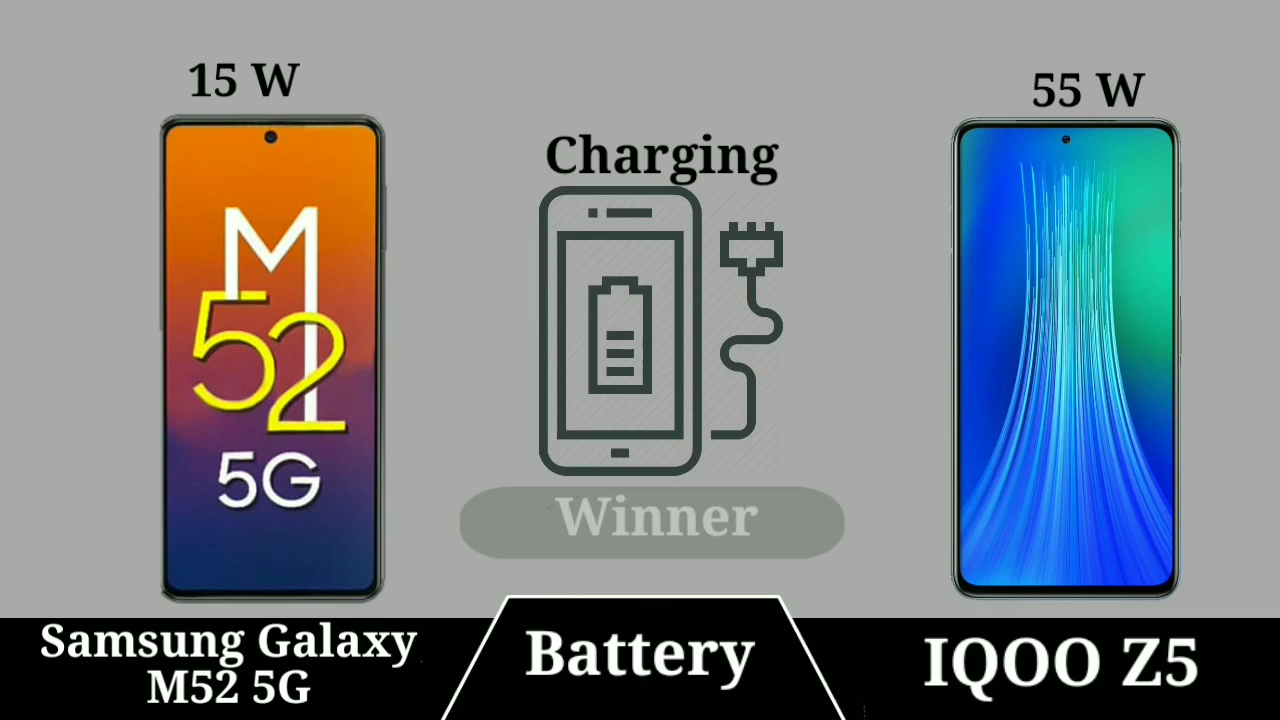 15 W
55 W
Charging
M
52
5G
Winner
Samsung Galaxy
M52 5G
Battery
IQOO Z5